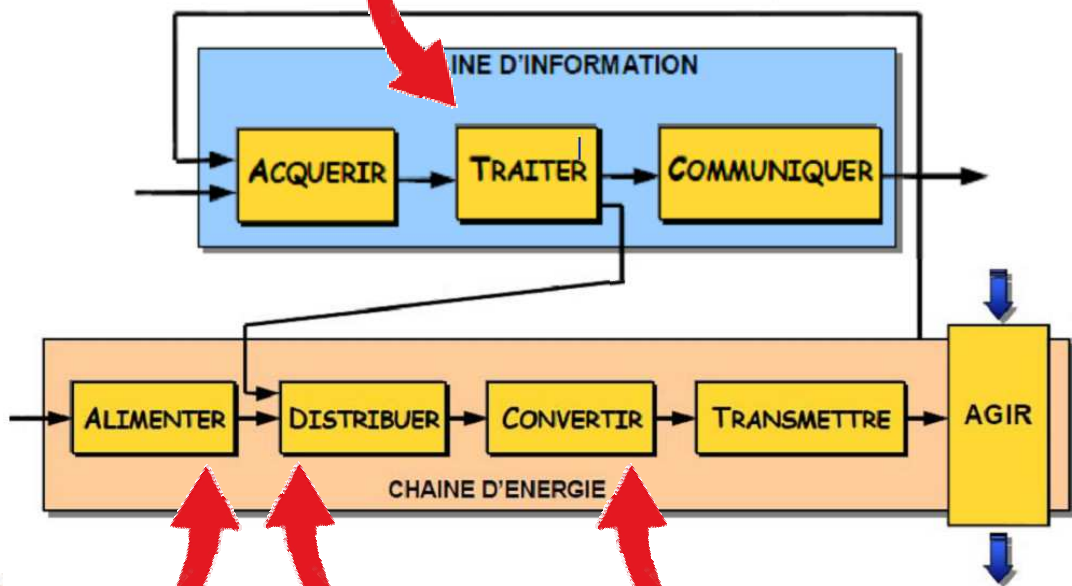 INE D'INFORMATION
ACQUERIR
TRAITER
COMMUNIQUER
ALIMENTER
DISTRIBUER
CONVERTIR
TRANSMETTRE
AGIR
CHAINE D'ENERGIE